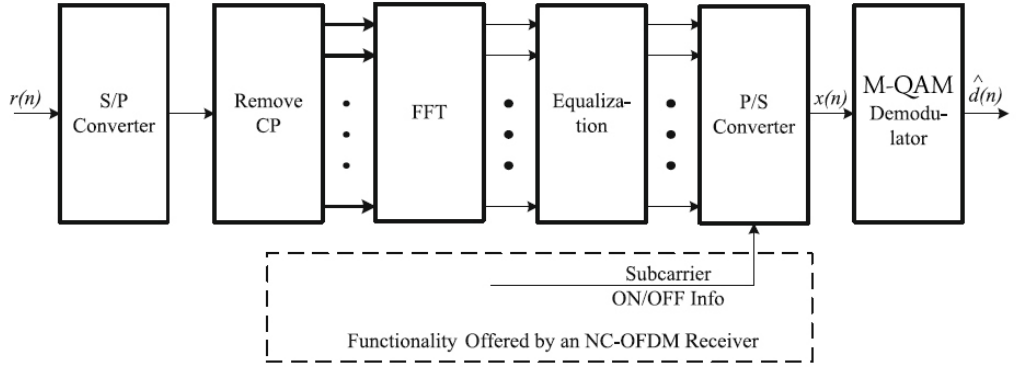 r(n)
S/P
Converter
Remove
CP
FFT
Equaliza-
tion
P/S
Converter
x(n)
M-QAM
Demodu-
lator
^
d(n)
Subcarrier
ON/OFF Info
Functionality Offered by an NC-OFDM Receiver